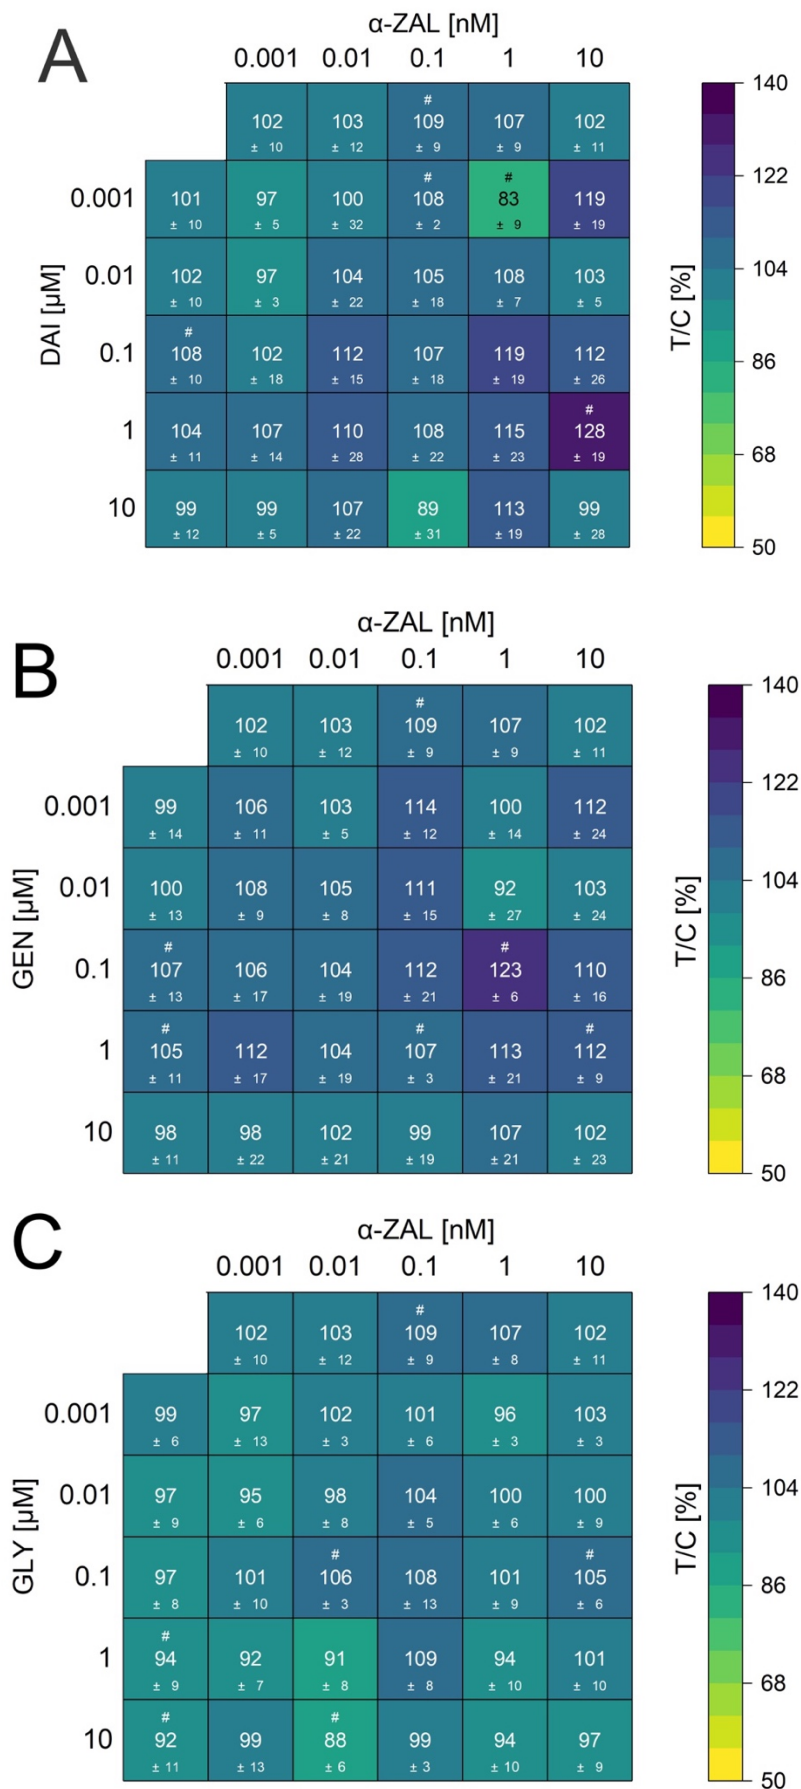 A
α-ZAL [nM]
0.001 0.01 0.1 1 10
#
102 103 109 107 102
± 10 ± 12 ± 9 ± 9 ± 11
# #
0.001 101 97 100 108 83 119
± 10 ± 5 ± 32 ± 2 ± 9 ± 19
0.01 102 97 104 105 108 103
± 10 ± 3 ± 22 ± 18 ± 7 ± 5
#
0.1 108 102 112 107 119 112
± 10 ± 18 ± 15 ± 18 ± 19 ± 26
#
1 104 107 110 108 115 128
± 11 ± 14 ± 28 ± 22 ± 23 ± 19
10 99 99 107 89 113 99
± 12 ± 5 ± 22 ± 31 ± 19 ± 28
DAI [µM]
T/C [%]
140
122
104
86
68
50
B
α-ZAL [nM]
0.001 0.01 0.1 1 10
#
102 103 109 107 102
± 10 ± 12 ± 9 ± 9 ± 11
0.001 99 106 103 114 100 112
± 14 ± 11 ± 5 ± 12 ± 14 ± 24
0.01 100 108 105 111 92 103
± 13 ± 9 ± 8 ± 15 ± 27 ± 24
# #
0.1 107 106 104 112 123 110
± 13 ± 17 ± 19 ± 21 ± 6 ± 16
# # #
1 105 112 104 107 113 112
± 11 ± 17 ± 19 ± 3 ± 21 ± 9
10 98 98 102 99 107 102
± 11 ± 22 ± 21 ± 19 ± 21 ± 23
GEN [µM]
T/C [%]
140
122
104
86
68
50
C
α-ZAL [nM]
0.001 0.01 0.1 1 10
#
102 103 109 107 102
± 10 ± 12 ± 9 ± 8 ± 11
0.001 99 97 102 101 96 103
± 6 ± 13 ± 3 ± 6 ± 3 ± 3
0.01 97 95 98 104 100 100
± 9 ± 6 ± 8 ± 5 ± 6 ± 9
# #
0.1 97 101 106 108 101 105
± 8 ± 10 ± 3 ± 13 ± 9 ± 6
#
1 94 92 91 109 94 101
± 9 ± 7 ± 8 ± 8 ± 10 ± 10
# #
10 92 99 88 99 94 97
± 11 ± 13 ± 6 ± 3 ± 10 ± 9
GLY [µM]
T/C [%]
140
122
104
86
68
50